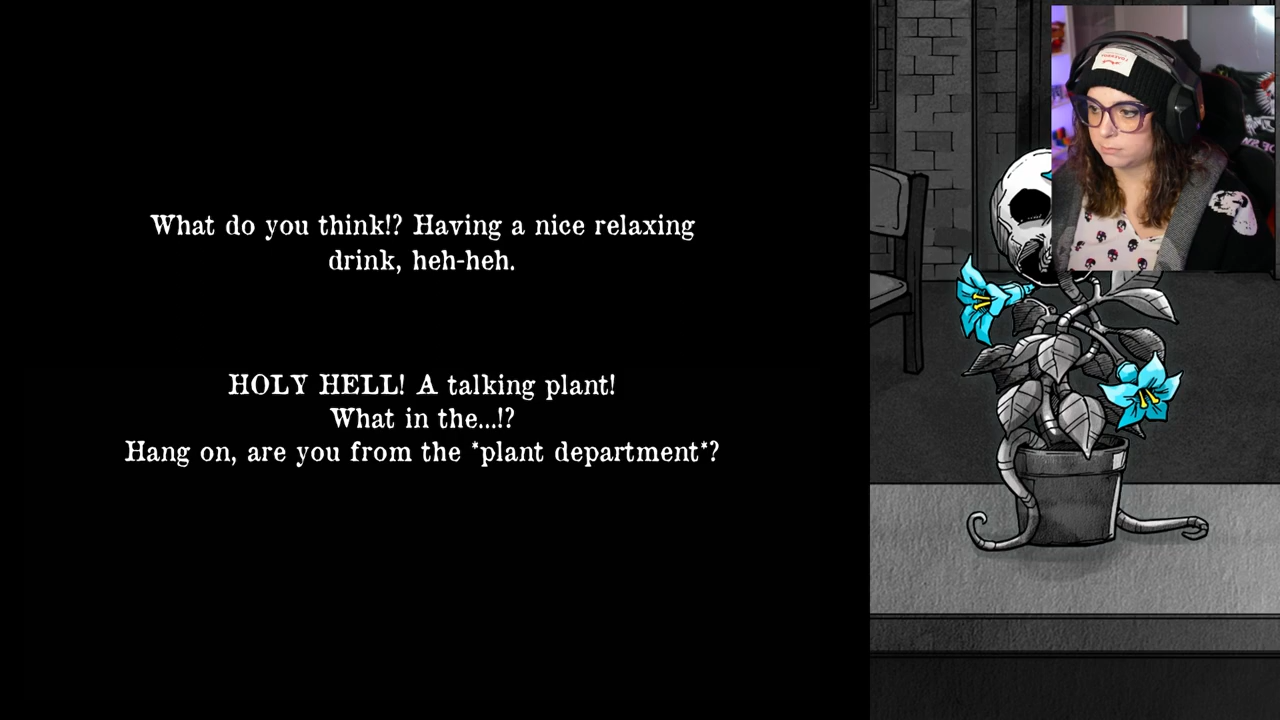 What do you think!? Having a nice relaxing
drink, heh-heh.
HOLY HELL! A talking plant!
What in the...!?
Hang on, are you from the *plant department*?